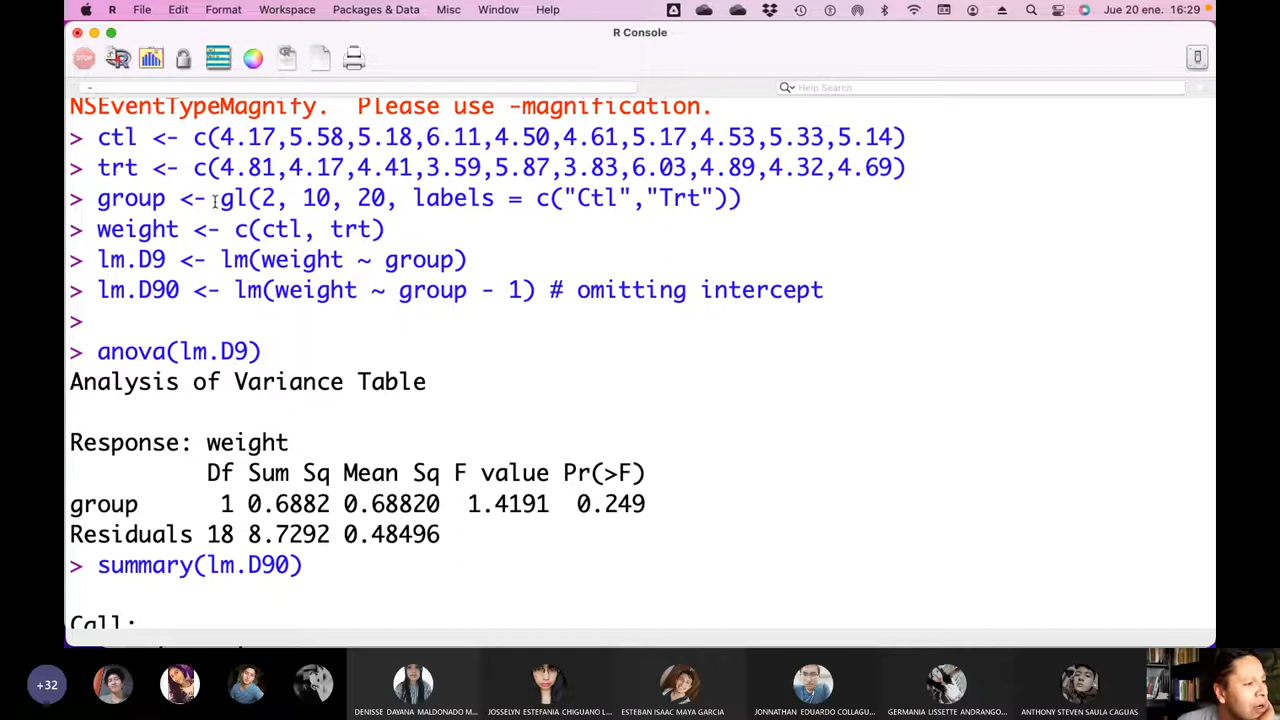 R File Edit Format Workspace Packages & Data Misc Window Help Jue 20 ene. 16:29
R Console
STOP
~ Help Search
NSEventTypeMagnify. Please use -magnification.
> ctl <- c(4.17,5.58,5.18,6.11,4.50,4.61,5.17,4.53,5.33,5.14)
> trt <- c(4.81,4.17,4.41,3.59,5.87,3.83,6.03,4.89,4.32,4.69)
> group <- gl(2, 10, 20, labels = c("Ctl","Trt"))
> weight <- c(ctl, trt)
> lm.D9 <- lm(weight ~ group)
> lm.D90 <- lm(weight ~ group - 1) # omitting intercept
>
> anova(lm.D9)
Analysis of Variance Table
Response: weight
Df Sum Sq Mean Sq F value Pr(>F)
group 1 0.6882 0.68820 1.4191 0.249
Residuals 18 8.7292 0.48496
> summary(lm.D90)
Call:
+32
DENISSE DAYANA MALDONADO M... JOSSELYN ESTEFANIA CHIGUANO L... ESTEBAN ISAAC MAYA GARCIA JONNATHAN EDUARDO COLLAGU... GERMANIA LISSETTE ANDRANGO... ANTHONY STEVEN SAULA CAGUAS